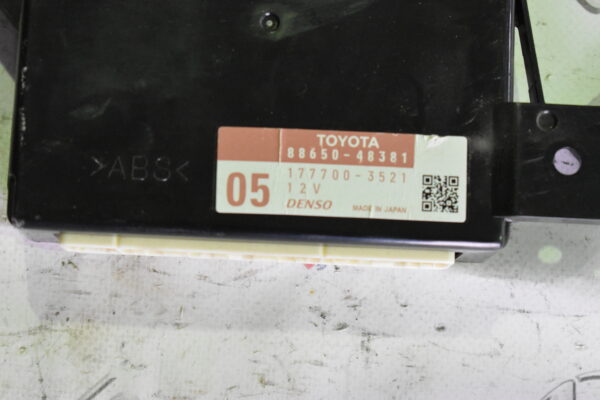 >ABS<
TOYOTA
88650-48381
05
177700-3521
12V
DENSO MADE IN JAPAN